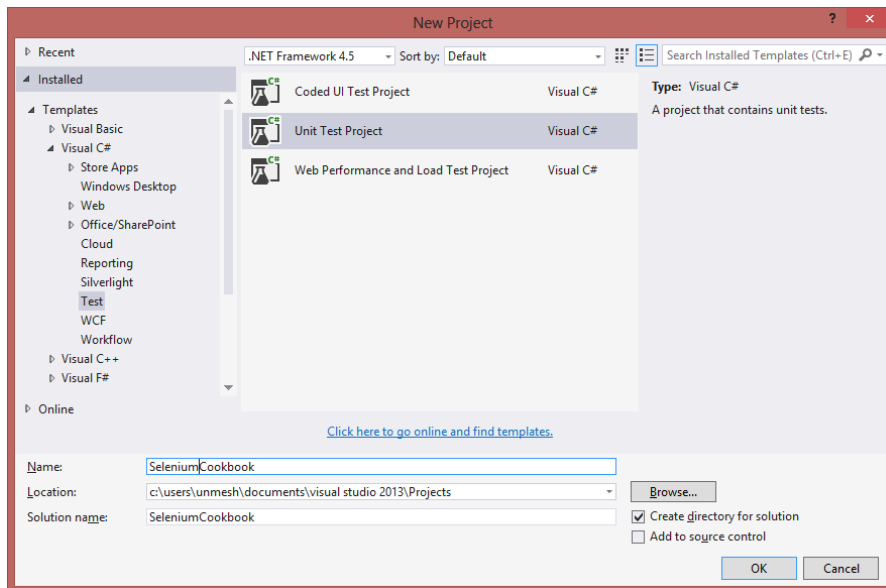 New Project
?
×
Recent
.NET Framework 4.5
Sort by: Default
Search Installed Templates (Ctrl+E)
Installed
Templates
Visual Basic
Visual C#
Store Apps
Windows Desktop
Web
Office/SharePoint
Cloud
Reporting
Silverlight
Test
WCF
Workflow
Visual C++
Visual F#
Online
C# Coded UI Test Project Visual C#
C# Unit Test Project Visual C#
C# Web Performance and Load Test Project Visual C#
Type: Visual C#
A project that contains unit tests.
Click here to go online and find templates.
Name: SeleniumCookbook
Location: c:\users\unmesh\documents\visual studio 2013\Projects
Browse...
Solution name: SeleniumCookbook
Create directory for solution
Add to source control
OK
Cancel